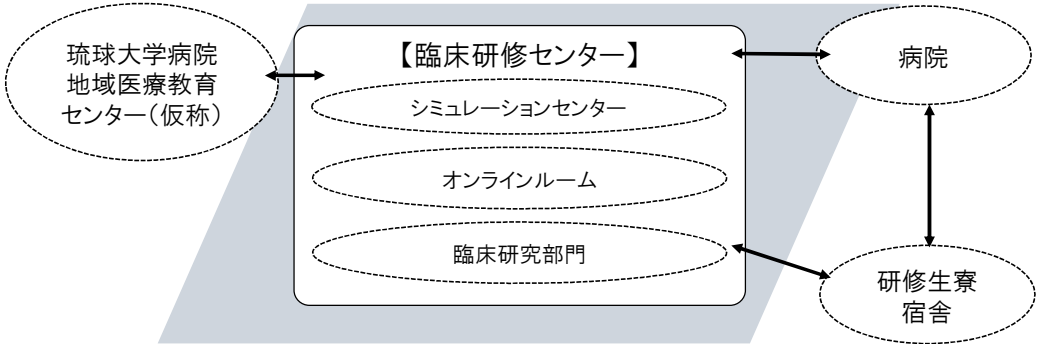 琉球大学病院
地域医療教育
センター（仮称）
【臨床研修センター】
シミュレーションセンター
オンラインルーム
臨床研究部門
病院
研修生寮
宿舎